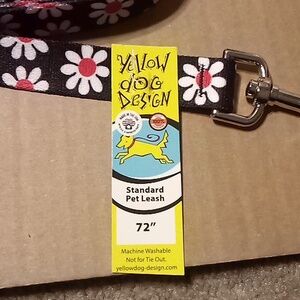 Yellow
dog
Design
Standard
Pet Leash
72"
Machine Washable
Not for Tie Out.
yellowdog-design.com